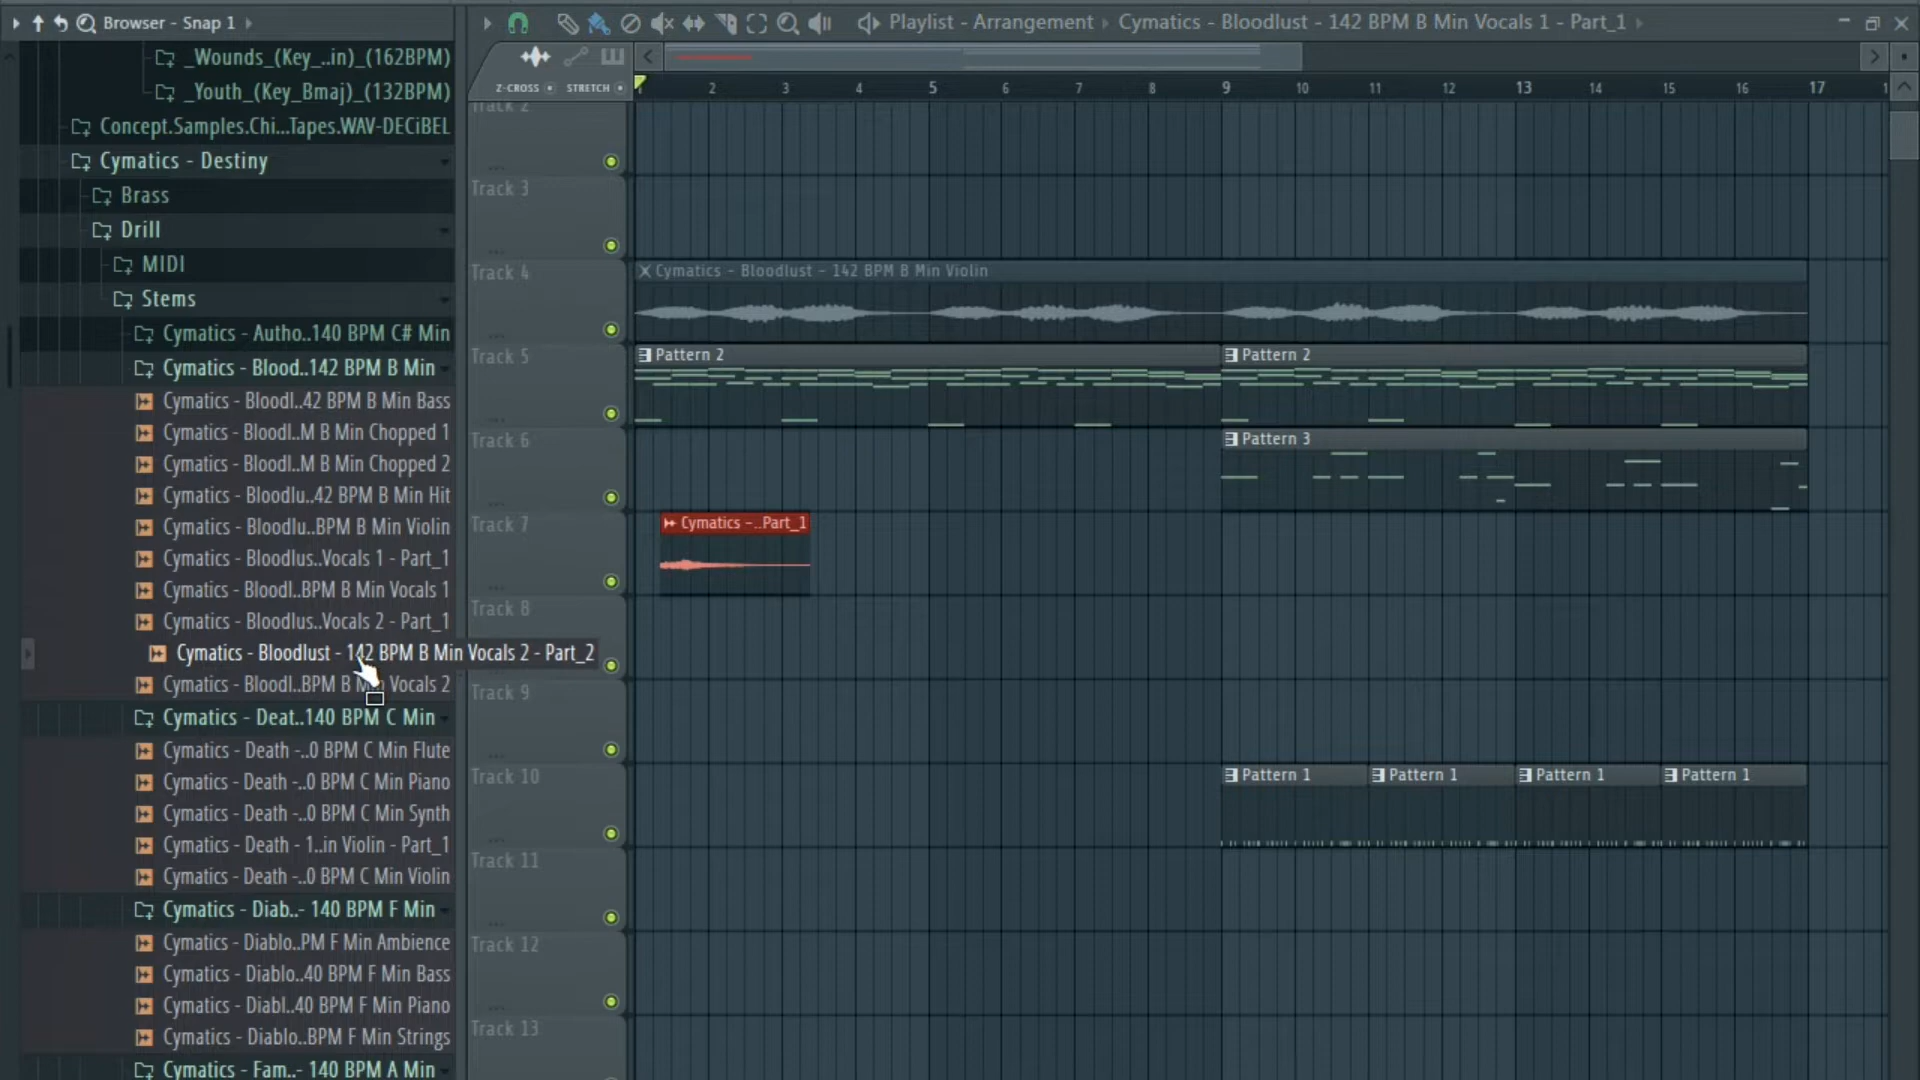 Browser - Snap 1
_Wounds_(Key_..in)_(162BPM)
_Youth_(Key_Bmaj)_(132BPM)
Concept.Samples.Chi...Tapes.WAV-DECiBEL
Cymatics - Destiny
Brass
Drill
MIDI
Stems
Cymatics - Autho..140 BPM C# Min
Cymatics - Blood..142 BPM B Min
Cymatics - Bloodl..42 BPM B Min Bass
Cymatics - Bloodl..M B Min Chopped 1
Cymatics - Bloodl..M B Min Chopped 2
Cymatics - Bloodlu..42 BPM B Min Hit
Cymatics - Bloodlu..BPM B Min Violin
Cymatics - Bloodlus..Vocals 1 - Part_1
Cymatics - Bloodl..BPM B Min Vocals 1
Cymatics - Bloodlus..Vocals 2 - Part_1
Cymatics - Bloodlust - 142 BPM B Min Vocals 2 - Part_2
Cymatics - Bloodl..BPM B Min Vocals 2
Cymatics - Deat..140 BPM C Min
Cymatics - Death -..0 BPM C Min Flute
Cymatics - Death -..0 BPM C Min Piano
Cymatics - Death -..0 BPM C Min Synth
Cymatics - Death - 1..in Violin - Part_1
Cymatics - Death -..0 BPM C Min Violin
Cymatics - Diab..- 140 BPM F Min
Cymatics - Diablo..PM F Min Ambience
Cymatics - Diablo..40 BPM F Min Bass
Cymatics - Diabl..40 BPM F Min Piano
Cymatics - Diablo..BPM F Min Strings
Cymatics - Fam..- 140 BPM A Min
Playlist - Arrangement › Cymatics - Bloodlust - 142 BPM B Min Vocals 1 - Part_1
Z-CROSS STRETCH
2 3 4 5 6 7 8 9 10 11 12 13 14 15 16 17
Track 2
Track 3
Track 4
Cymatics - Bloodlust - 142 BPM B Min Violin
Track 5
Pattern 2
Pattern 2
Track 6
Pattern 3
Track 7
Cymatics -..Part_1
Track 8
Track 9
Track 10
Pattern 1
Pattern 1
Pattern 1
Pattern 1
Track 11
Track 12
Track 13